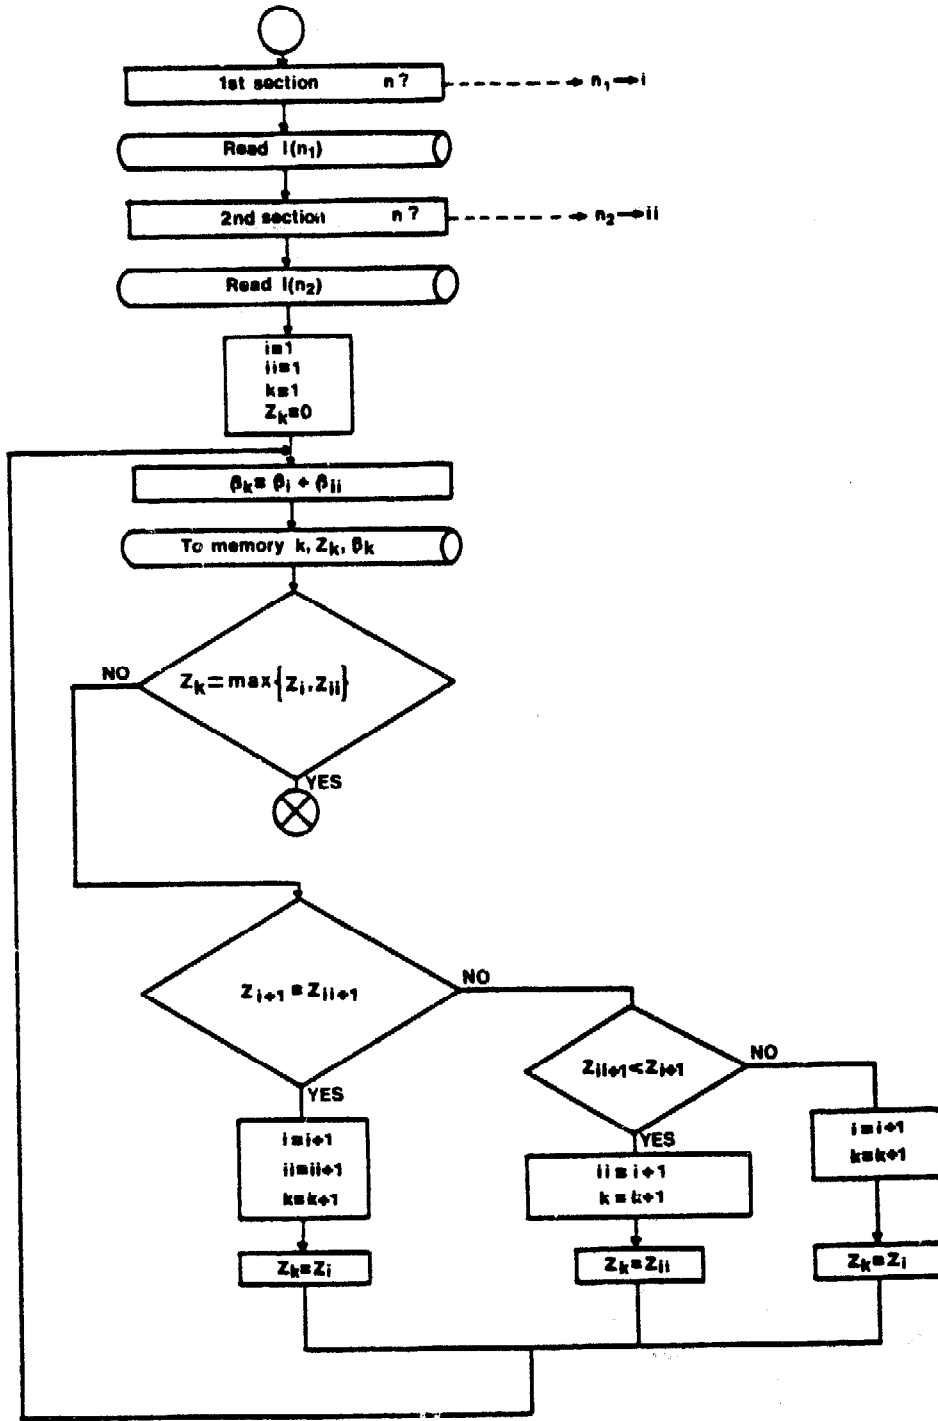 1st section n ? n₁→i
Read I(n₁)
2nd section n ? n₂→ii
Read I(n₂)
i=1
ii=1
k=1
Zₖ=0
βₖ= βᵢ + βᵢᵢ
To memory k, Zₖ, βₖ
NO
Zₖ=max{Zᵢ,Zᵢᵢ}
YES
Zᵢ₊₁ = Zᵢᵢ₊₁
NO
Zᵢᵢ₊₁<Zᵢ₊₁
NO
YES
YES
i=i+1
ii=ii+1
k=k+1
ii=i+1
k=k+1
i=i+1
k=k+1
Zₖ=Zᵢ
Zₖ=Zᵢᵢ
Zₖ=Zᵢ